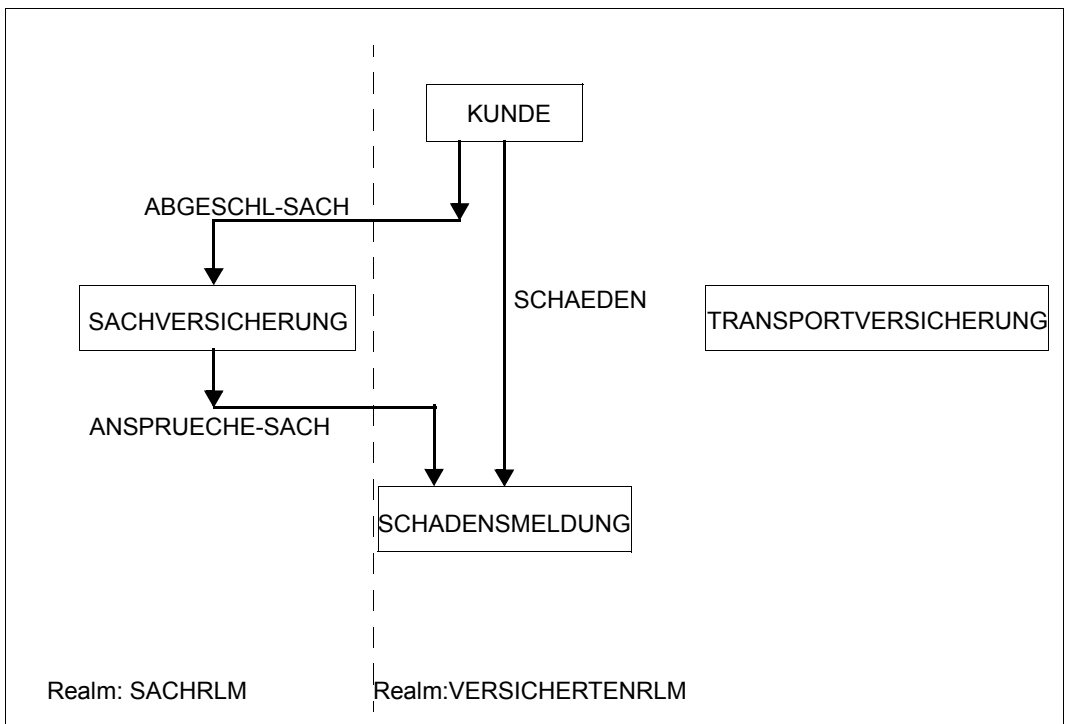 KUNDE
ABGESCHL-SACH
SCHAEDEN
SACHVERSICHERUNG
TRANSPORTVERSICHERUNG
ANSPRUECHE-SACH
SCHADENSMELDUNG
Realm: SACHRLM
Realm:VERSICHERTENRLM